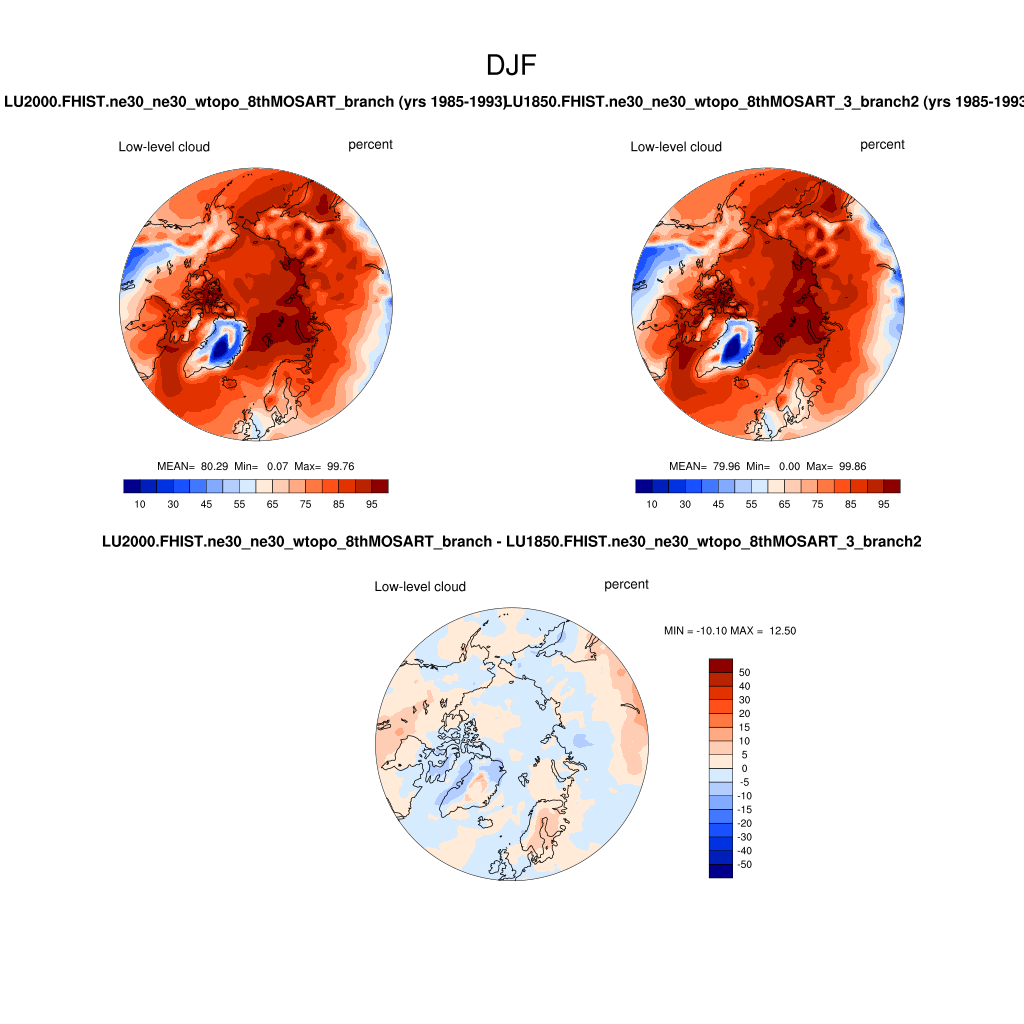 DJF
LU2000.FHIST.ne30_ne30_wtopo_8thMOSART_branch (yrs 1985-1993)
LU1850.FHIST.ne30_ne30_wtopo_8thMOSART_3_branch2 (yrs 1985-1993
Low-level cloud percent
Low-level cloud percent
MEAN= 80.29 Min= 0.07 Max= 99.76
MEAN= 79.96 Min= 0.00 Max= 99.86
10 30 45 55 65 75 85 95
10 30 45 55 65 75 85 95
LU2000.FHIST.ne30_ne30_wtopo_8thMOSART_branch - LU1850.FHIST.ne30_ne30_wtopo_8thMOSART_3_branch2
Low-level cloud percent
MIN = -10.10 MAX = 12.50
50
40
30
20
15
10
5
0
-5
-10
-15
-20
-30
-40
-50